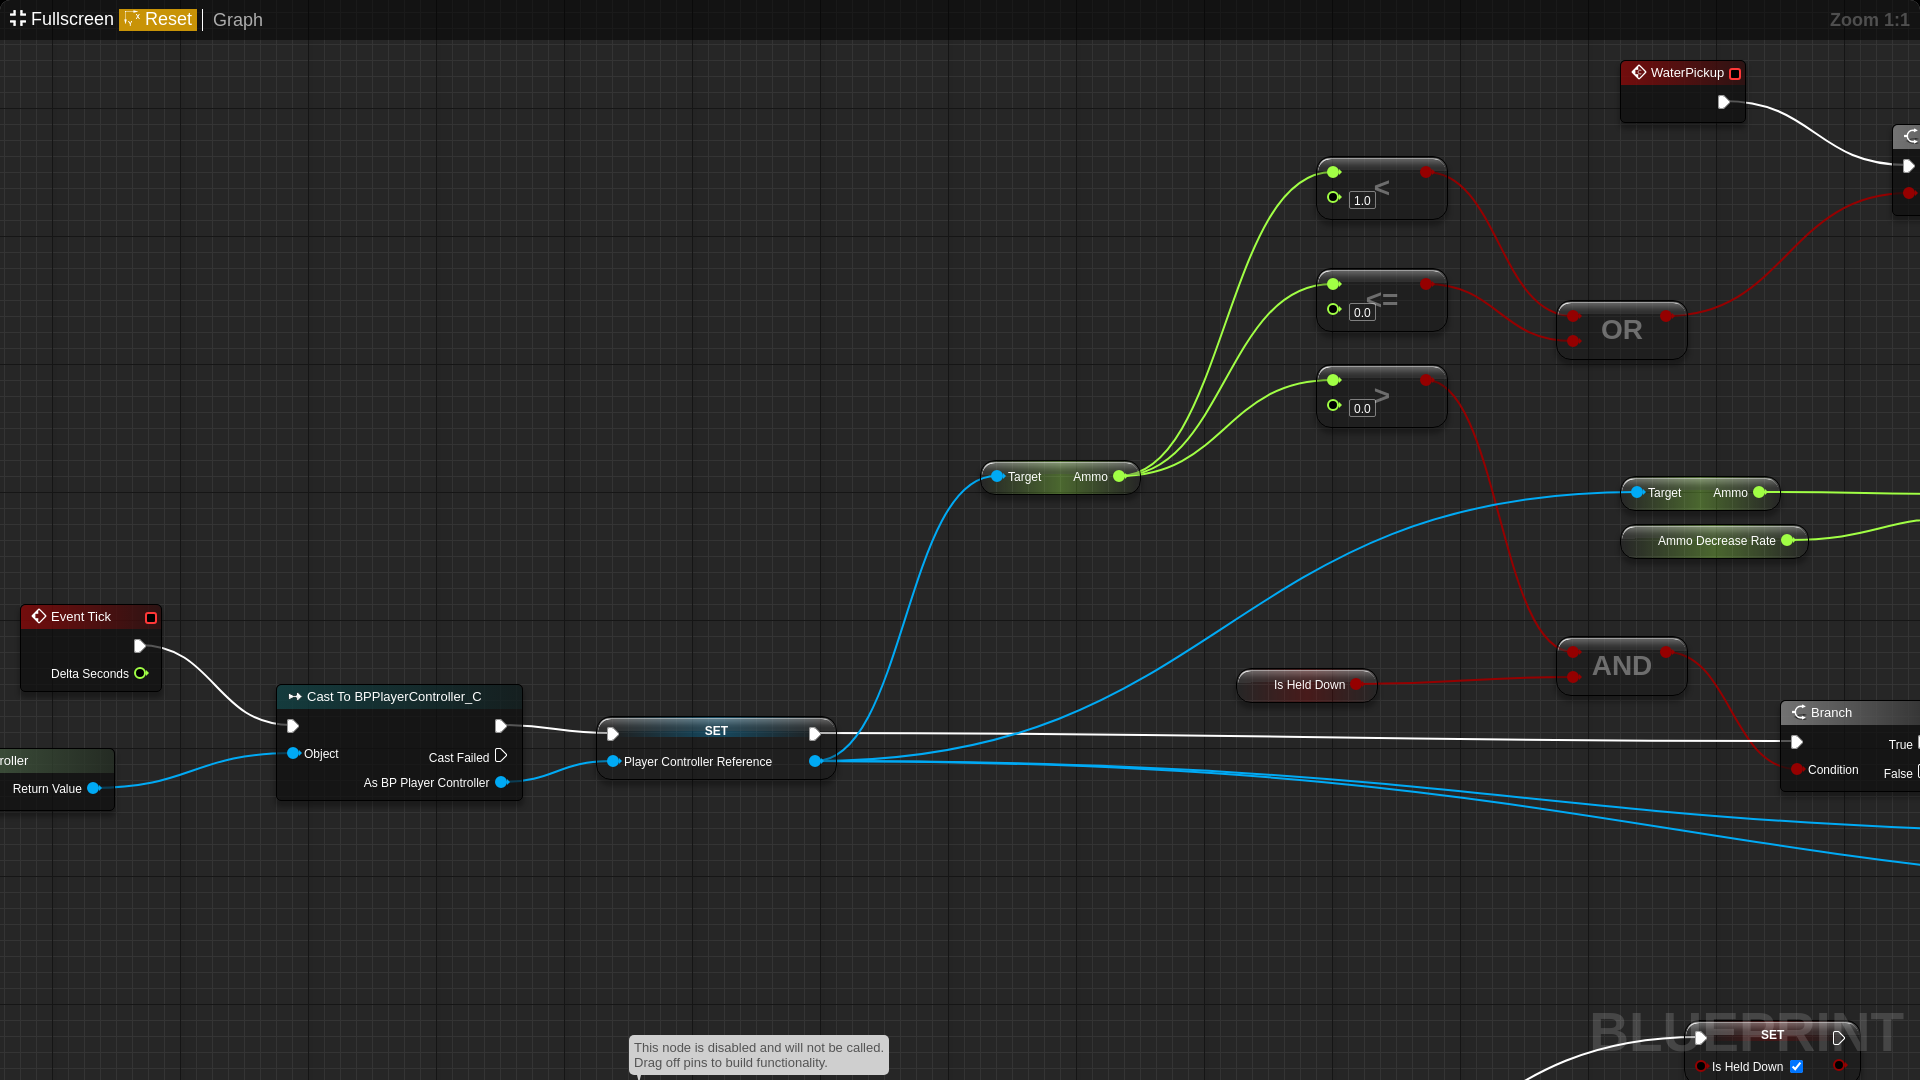 Fullscreen Reset Graph Zoom 1:1
WaterPickup
<
1.0
<=
0.0
OR
>
0.0
Target Ammo
Target Ammo
Ammo Decrease Rate
Event Tick
Delta Seconds
AND
Is Held Down
Cast To BPPlayerController_C
Object
Cast Failed
As BP Player Controller
SET
Player Controller Reference
Branch
True
Condition
False
roller
Return Value
This node is disabled and will not be called.
Drag off pins to build functionality.
BLUEPRINT
SET
Is Held Down